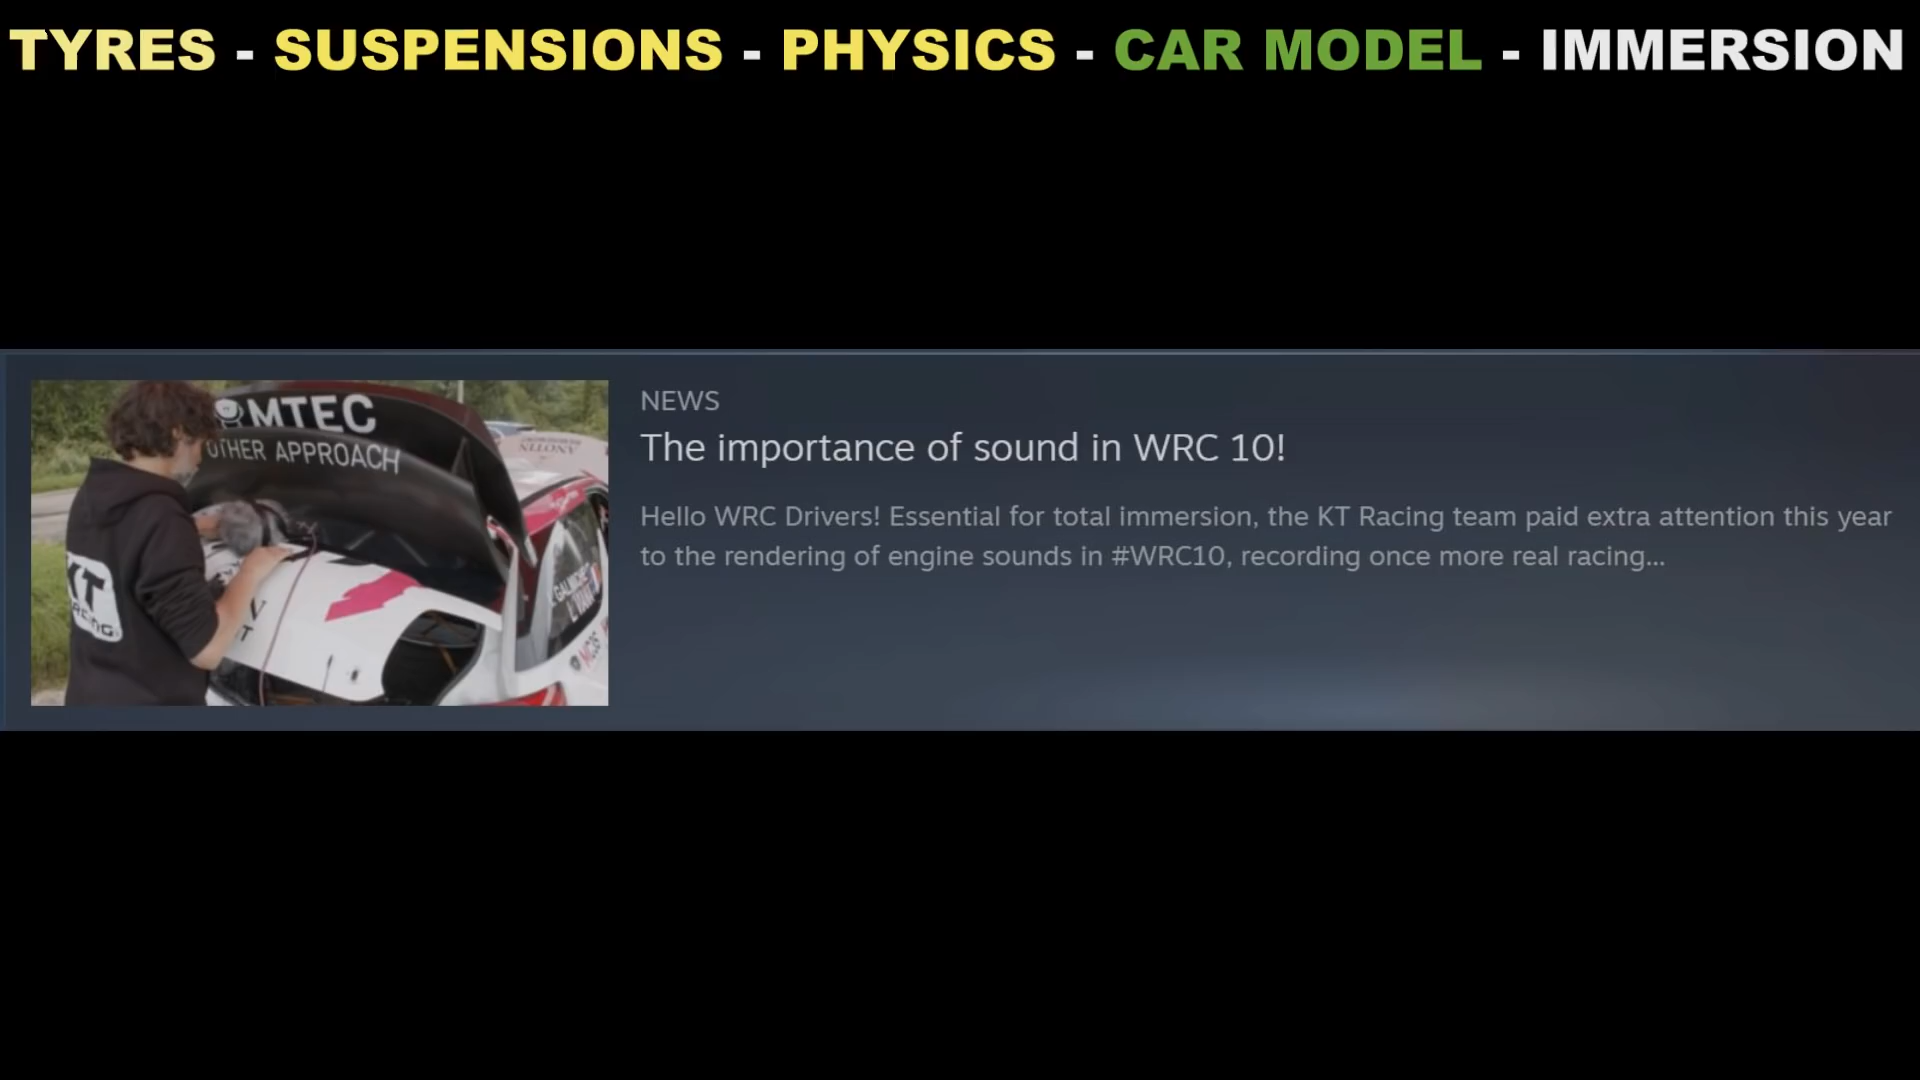 TYRES - SUSPENSIONS - PHYSICS - CAR MODEL - IMMERSION
NEWS
The importance of sound in WRC 10!
Hello WRC Drivers! Essential for total immersion, the KT Racing team paid extra attention this year
to the rendering of engine sounds in #WRC10, recording once more real racing...
MTEC
OTHER APPROACH
KT